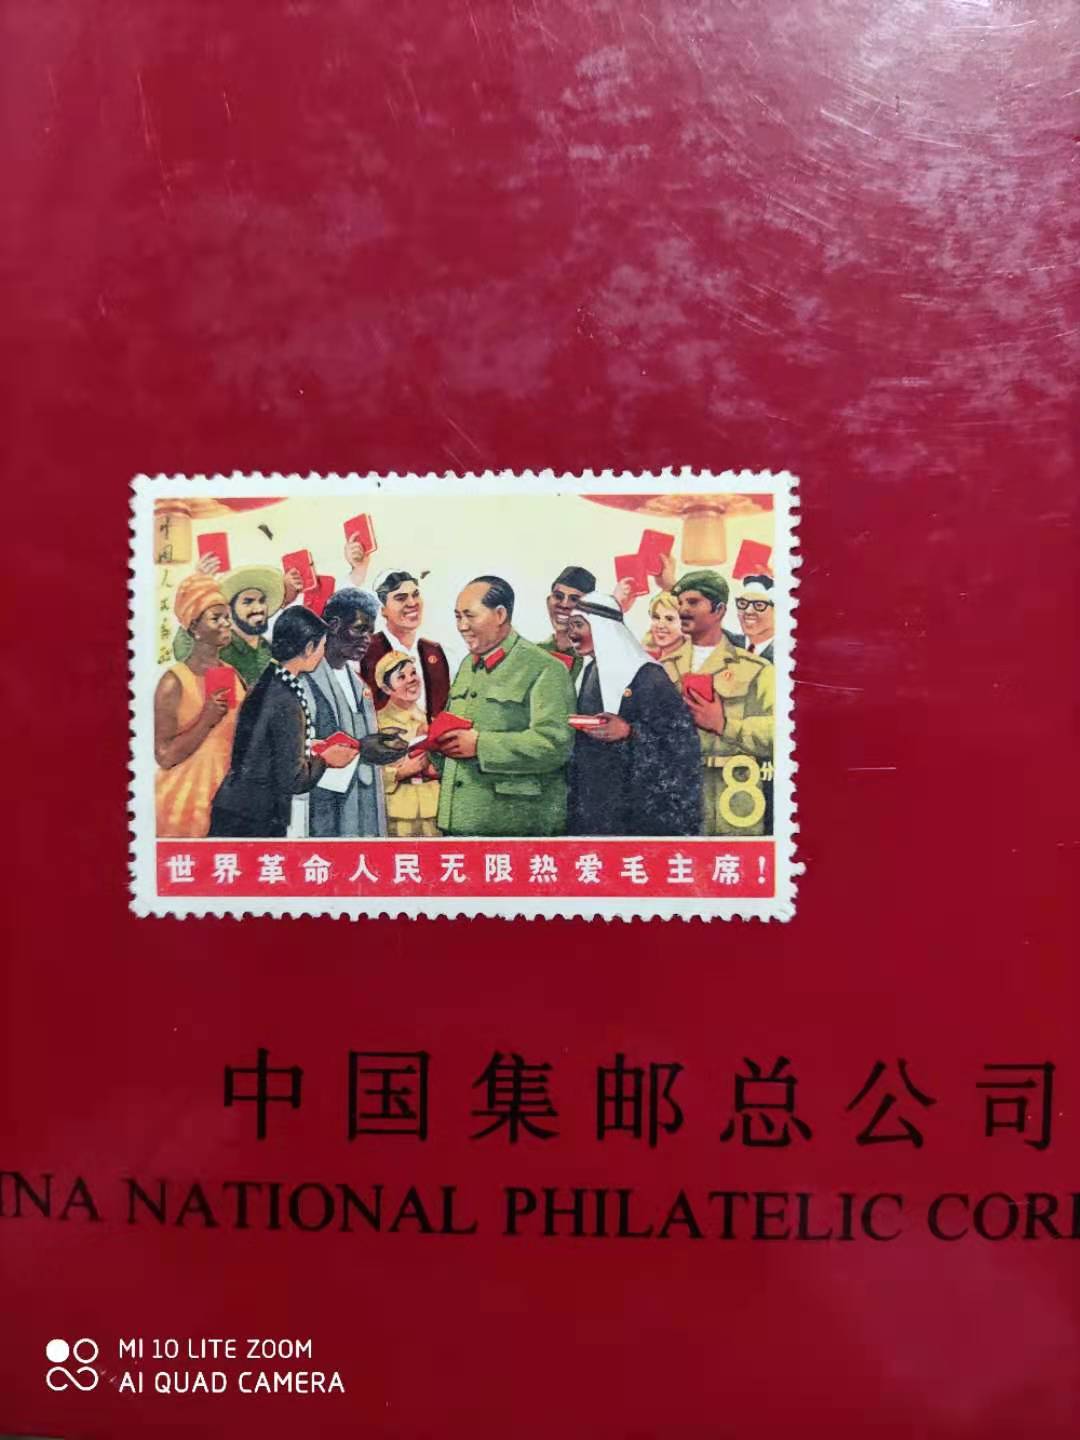 中国人民邮政
8分
世界革命人民无限热爱毛主席!
中国集邮总公司
INA NATIONAL PHILATELIC COR
MI 10 LITE ZOOM
AI QUAD CAMERA